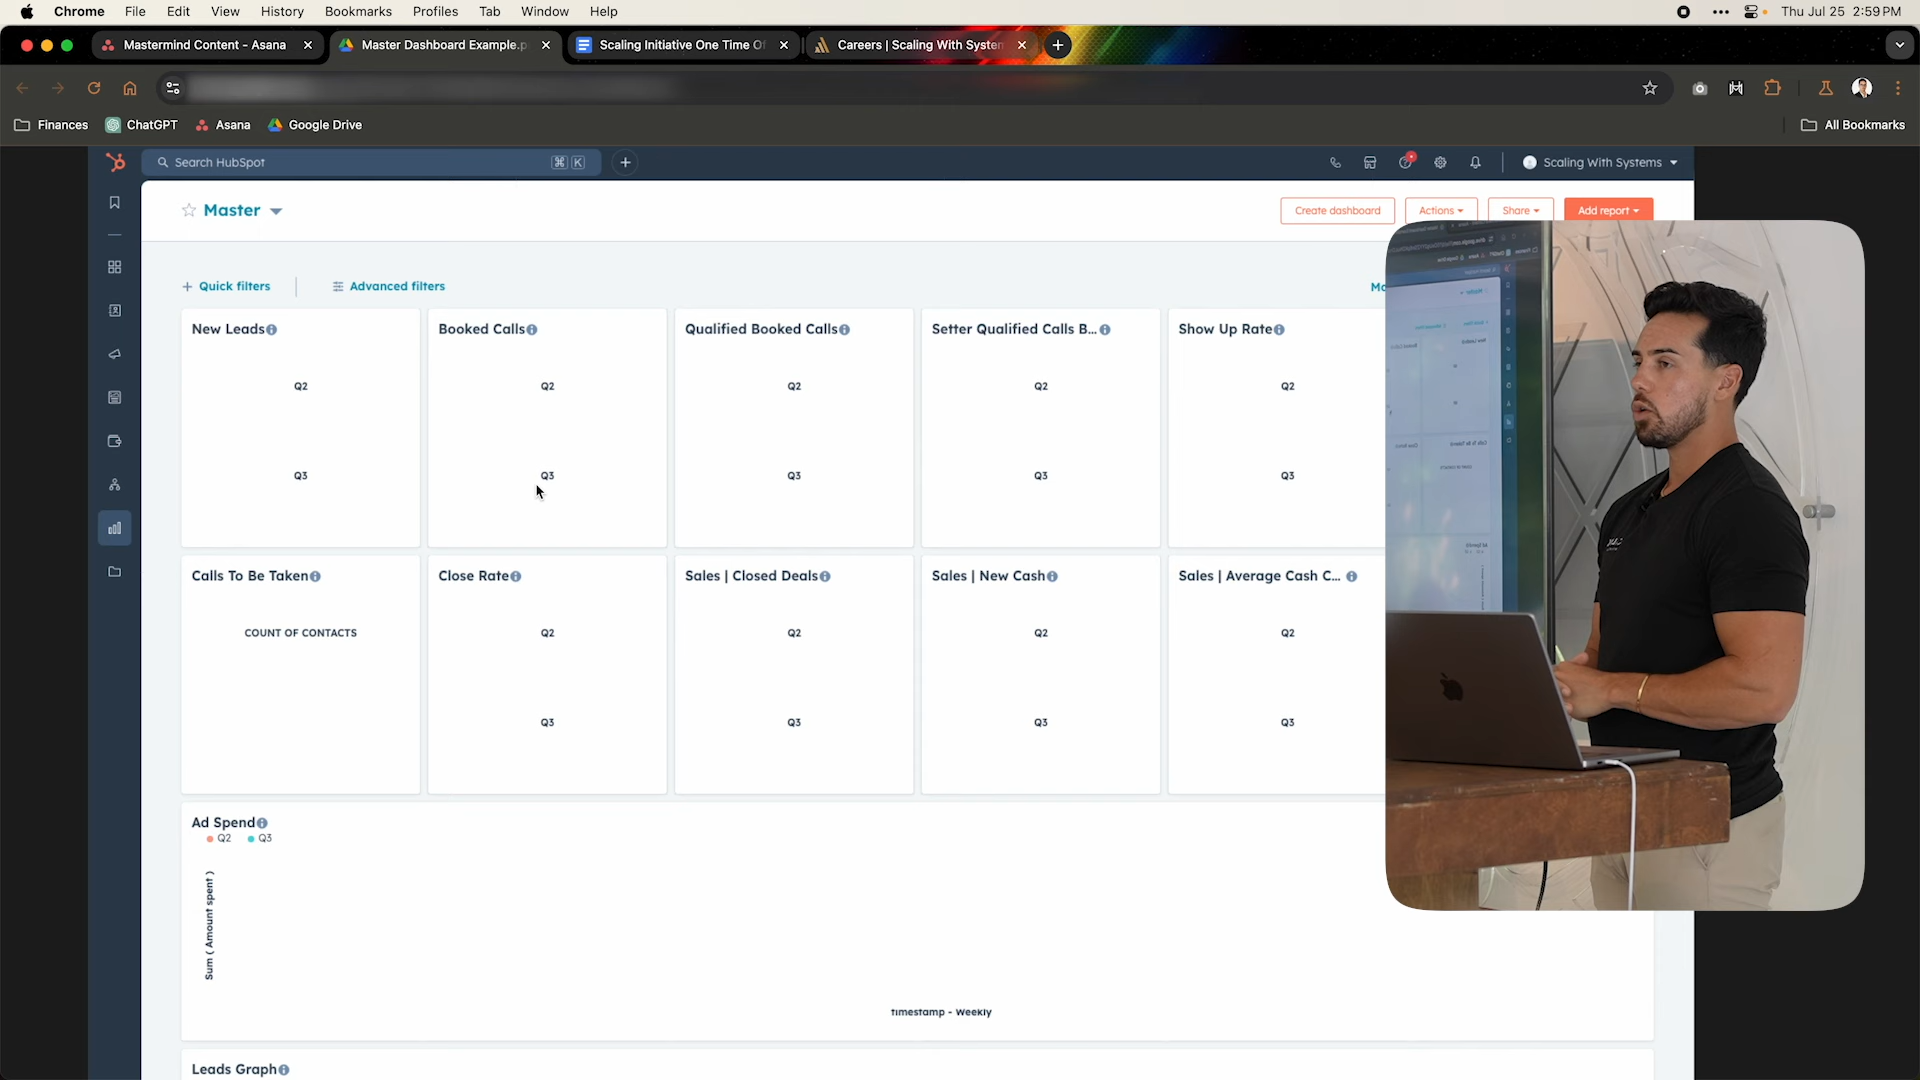 Chrome File Edit View History Bookmarks Profiles Tab Window Help Thu Jul 25 2:59 PM
Mastermind Content - Asana Master Dashboard Example.p Scaling Initiative One Time Of Careers | Scaling With System
Finances ChatGPT Asana Google Drive All Bookmarks
Search HubSpot ⌘ K Scaling With Systems
Master Create dashboard Actions Share Add report
Quick filters Advanced filters
New Leads Booked Calls Qualified Booked Calls Setter Qualified Calls B... Show Up Rate
Q2 Q2 Q2 Q2 Q2
Q3 Q3 Q3 Q3 Q3
Calls To Be Taken Close Rate Sales | Closed Deals Sales | New Cash Sales | Average Cash C...
COUNT OF CONTACTS Q2 Q2 Q2 Q2
Q3 Q3 Q3 Q3
Ad Spend
Q2 Q3
Sum ( Amount spent )
Timestamp - Weekly
Leads Graph